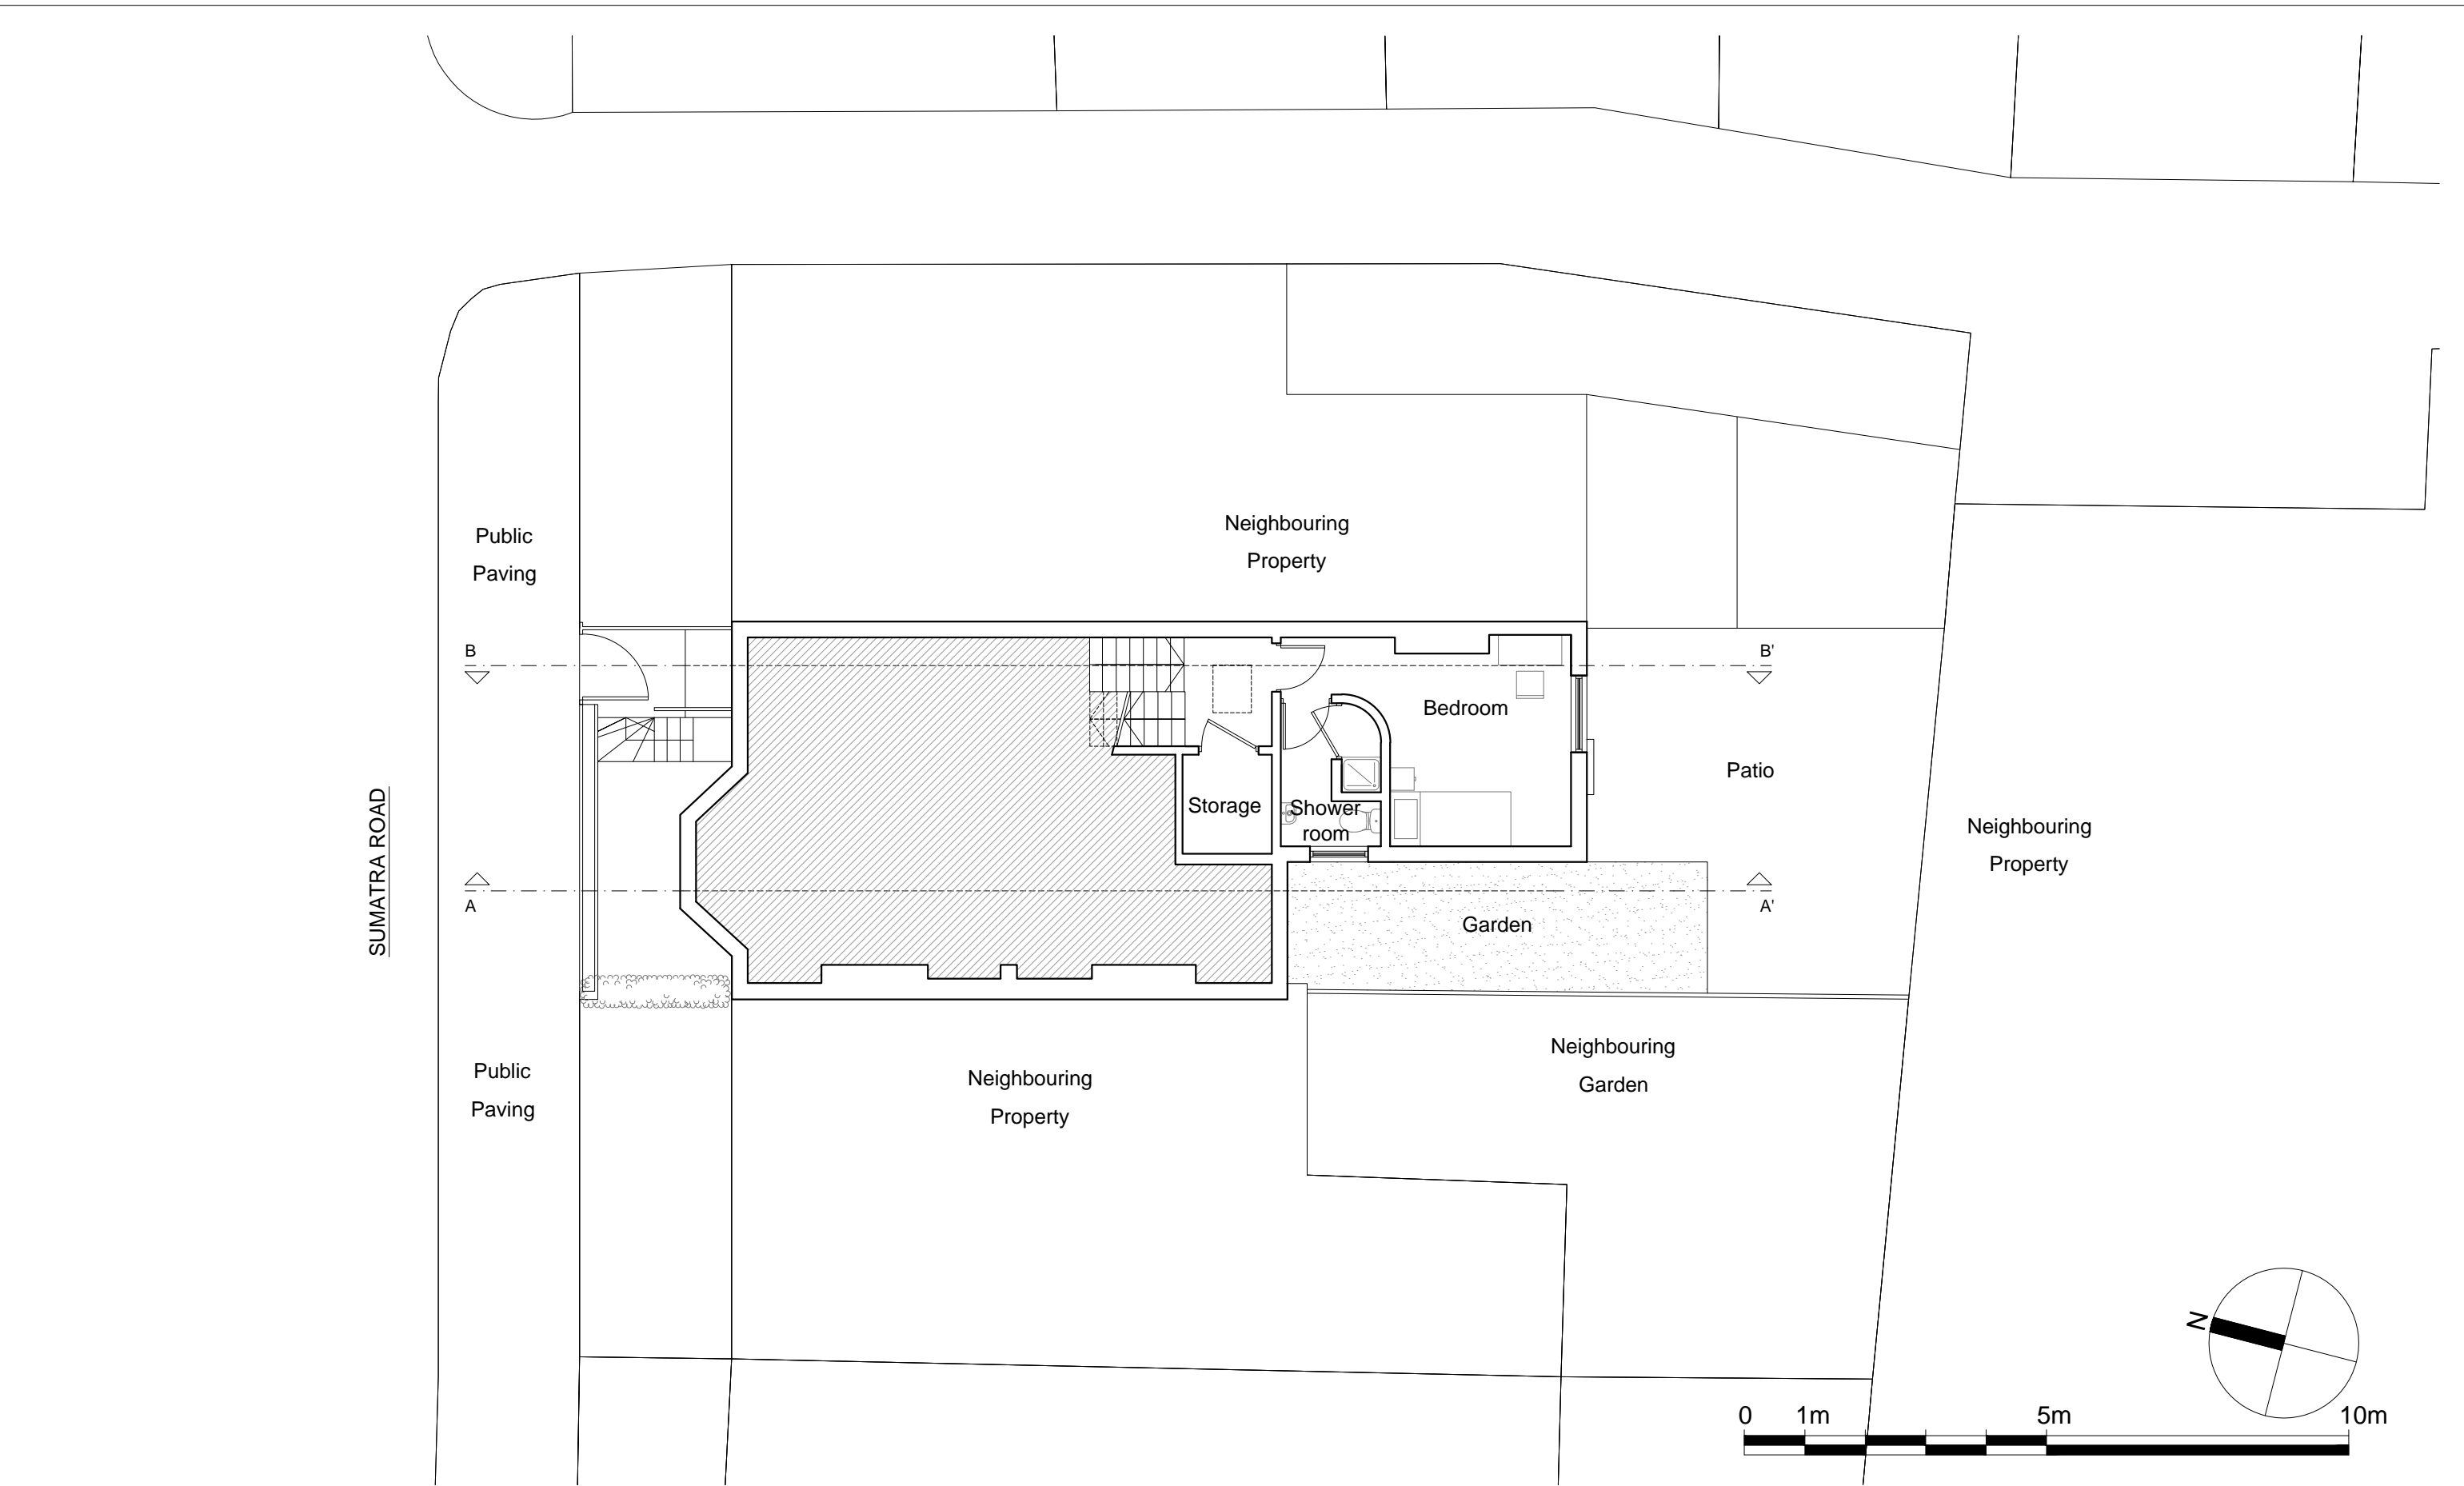 Public
Paving
Neighbouring
Property
B
B'
Bedroom
Patio
SUMATRA ROAD
Storage
Shower
room
Neighbouring
Property
A
A'
Garden
Public
Paving
Neighbouring
Property
Neighbouring
Garden
N
0 1m 5m 10m